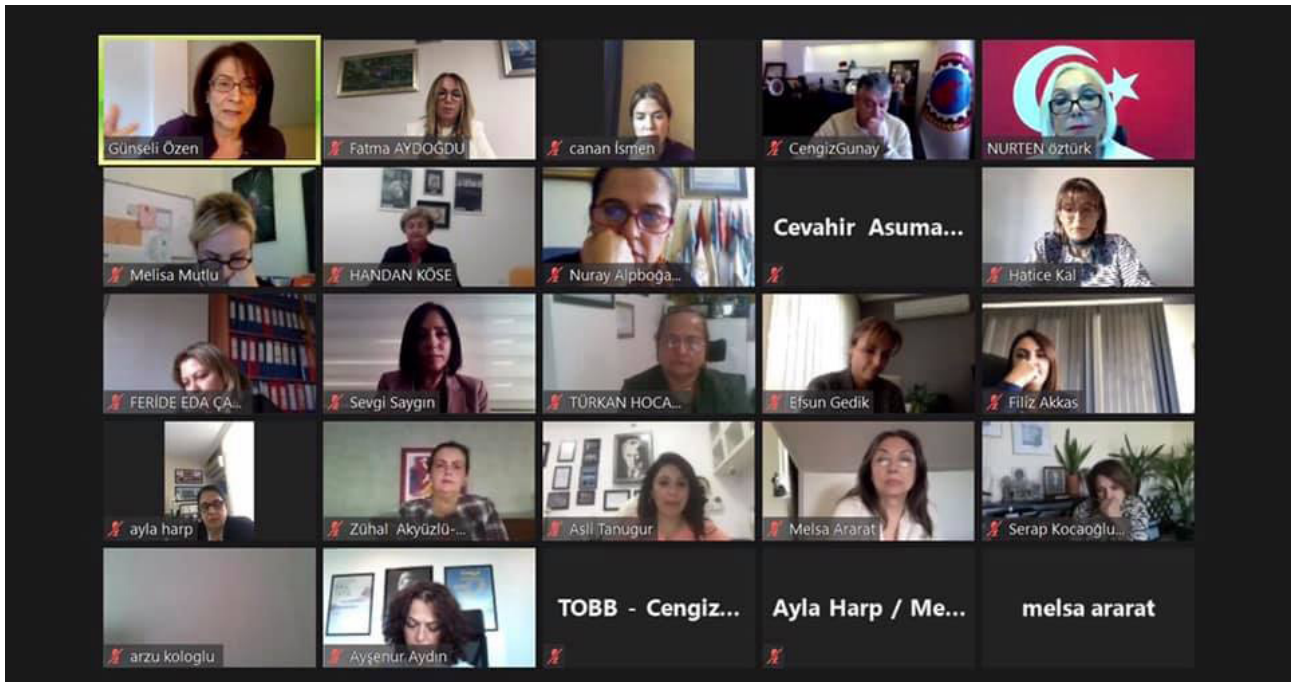 Günseli Özen
Fatma AYDOĞDU
canan İsmen
CengizGunay
NURTEN öztürk
Melisa Mutlu
HANDAN KÖSE
Nuray Alpboğa...
Cevahir Asuma...
Hatice Kal
FERİDE EDA ÇA...
Sevgi Saygın
TÜRKAN HOCA...
Efsun Gedik
Filiz Akkas
ayla harp
Zühal Akyüzlü-...
Asli Tanugur
Melsa Ararat
Serap Kocaoğlu...
arzu kologlu
Ayşenur Aydın
TOBB - Cengiz...
Ayla Harp / Me...
melsa ararat